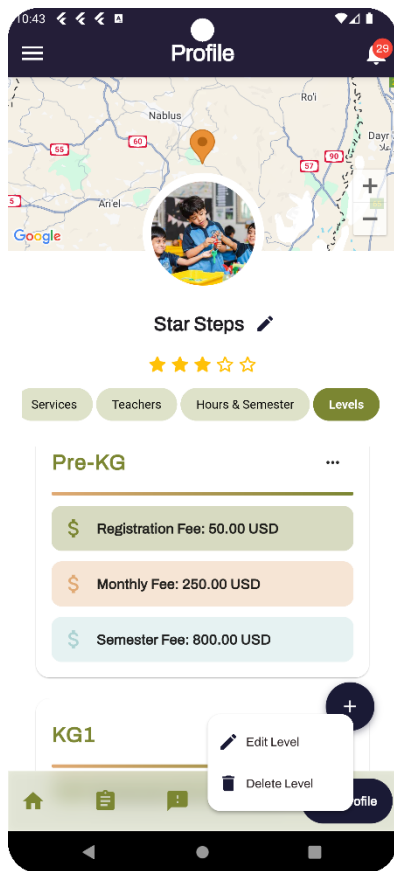 10:43
Profile
29
Ro'i
Nablus
60
55
57
90
Dayr
Ari'el
5
Google
Star Steps
Services
Teachers
Hours & Semester
Levels
Pre-KG
Registration Fee: 50.00 USD
Monthly Fee: 250.00 USD
Semester Fee: 800.00 USD
KG1
Edit Level
Delete Level
ofile